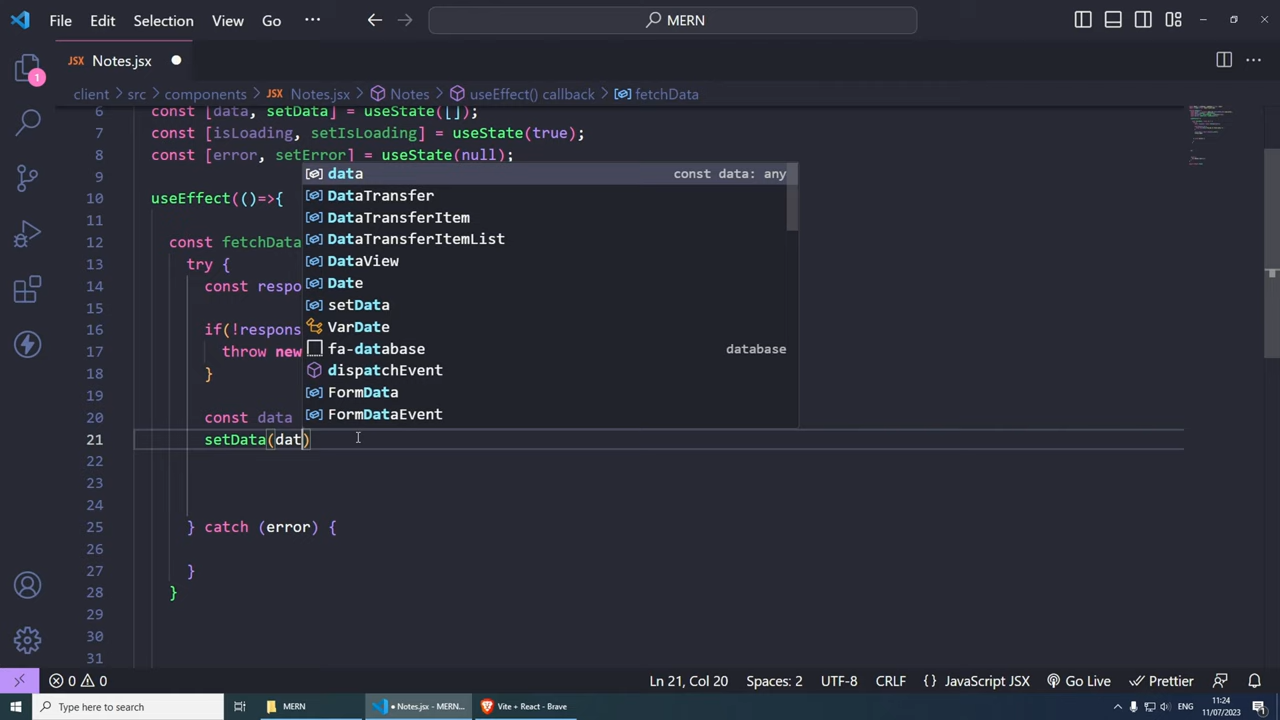 File Edit Selection View Go ··· MERN
JSX Notes.jsx
1
client > src > components > JSX Notes.jsx > Notes > useEffect() callback > fetchData
6 const [data, setData] = useState([]);
7 const [isLoading, setIsLoading] = useState(true);
8 const [error, setError] = useState(null);
9
10 useEffect(()=>{
11
12 const fetchData
13 try {
14 const respo
15
16 if(!respons
17 throw new
18 }
19
20 const data
21 setData(dat)
22
23
24
25 } catch (error) {
26
27 }
28 }
29
30
31
data const data: any
DataTransfer
DataTransferItem
DataTransferItemList
DataView
Date
setData
VarDate
fa-database database
dispatchEvent
FormData
FormDataEvent
0 0 Ln 21, Col 20 Spaces: 2 UTF-8 CRLF {} JavaScript JSX Go Live Prettier
Type here to search MERN • Notes.jsx - MERN... Vite + React - Brave ENG 11:24
11/07/2023